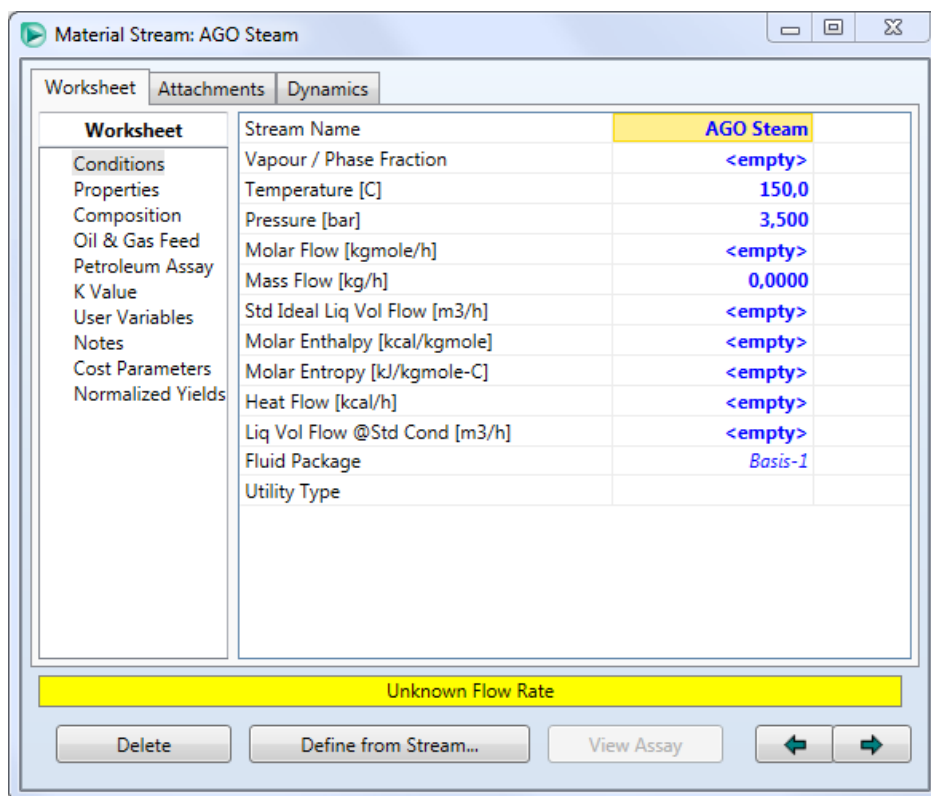 Material Stream: AGO Steam
Worksheet Attachments Dynamics
Worksheet
Conditions
Properties
Composition
Oil & Gas Feed
Petroleum Assay
K Value
User Variables
Notes
Cost Parameters
Normalized Yields
Stream Name AGO Steam
Vapour / Phase Fraction <empty>
Temperature [C] 150,0
Pressure [bar] 3,500
Molar Flow [kgmole/h] <empty>
Mass Flow [kg/h] 0,0000
Std Ideal Liq Vol Flow [m3/h] <empty>
Molar Enthalpy [kcal/kgmole] <empty>
Molar Entropy [kJ/kgmole-C] <empty>
Heat Flow [kcal/h] <empty>
Liq Vol Flow @Std Cond [m3/h] <empty>
Fluid Package Basis-1
Utility Type
Unknown Flow Rate
Delete Define from Stream... View Assay